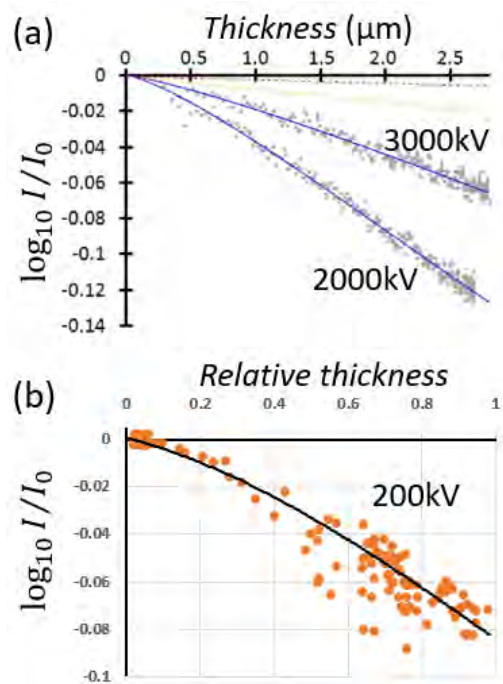 (a)
Thickness (μm)
0 0.5 1.0 1.5 2.0 2.5
0
-0.02
-0.04
-0.06
-0.08
-0.1
-0.12
-0.14
log₁₀ I/I₀
3000kV
2000kV
(b)
Relative thickness
0 0.2 0.4 0.6 0.8 1
0
-0.02
-0.04
-0.06
-0.08
-0.1
log₁₀ I/I₀
200kV